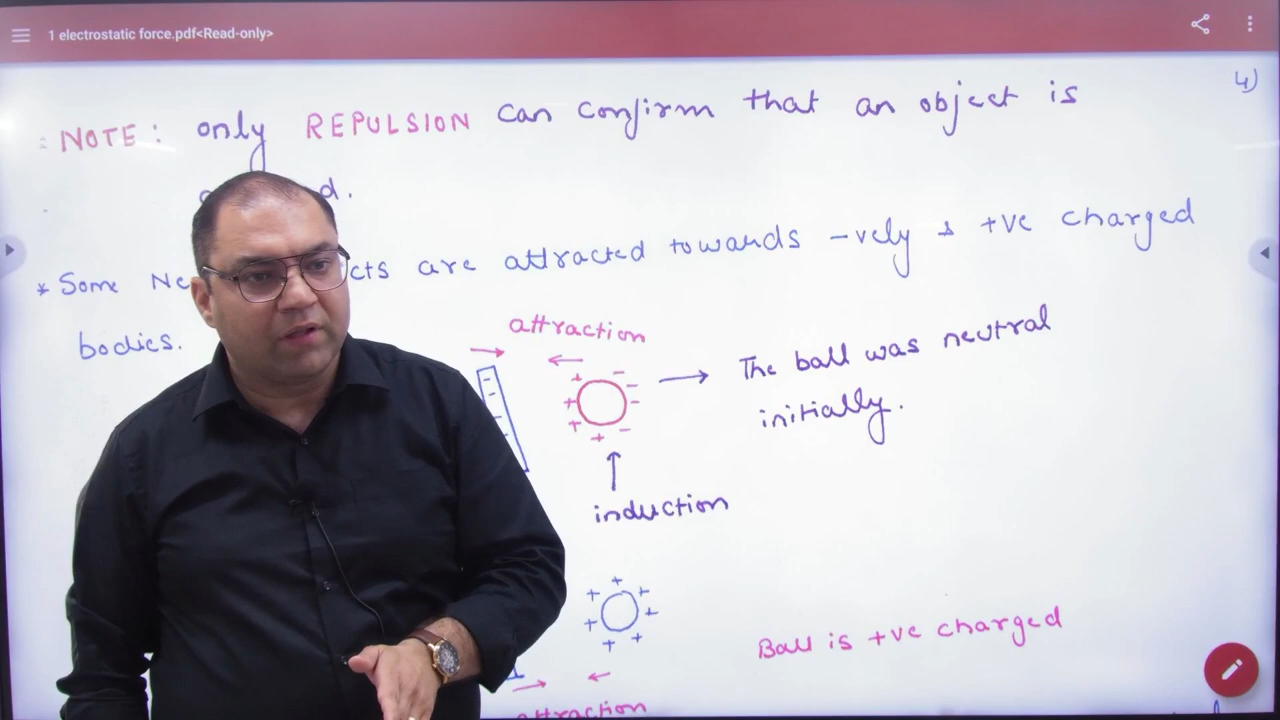 1 electrostatic force.pdf<Read-only>
4)
NOTE: only REPULSION can confirm that an object is
d.
* Some Ne cts are attracted towards -vely & +ve charged
bodies.
attraction
The ball was neutral
initially.
induction
Ball is +ve charged
attraction